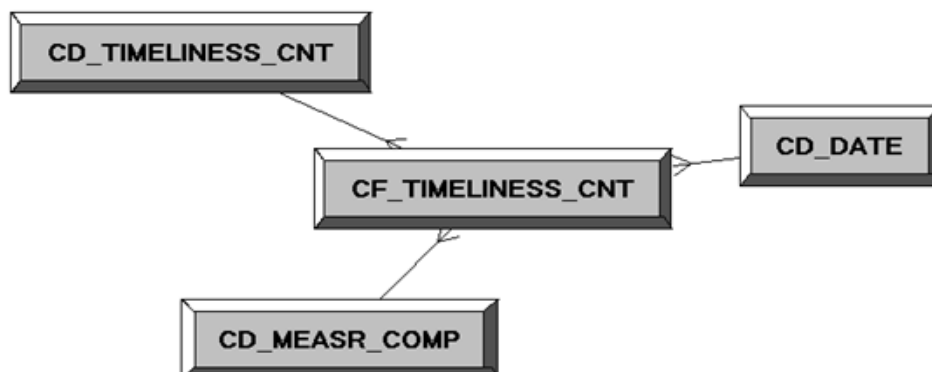 CD_TIMELINESS_CNT
CD_DATE
CF_TIMELINESS_CNT
CD_MEASR_COMP